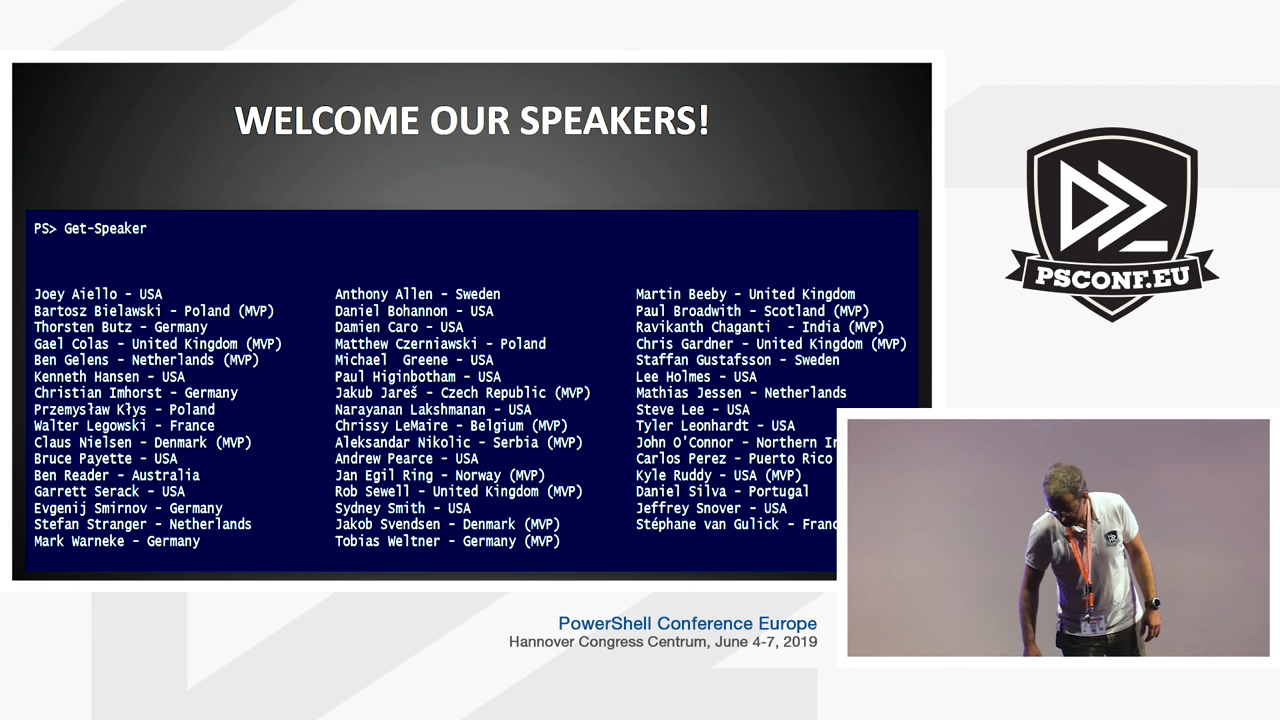 WELCOME OUR SPEAKERS!
PS> Get-Speaker
Joey Aiello - USA
Bartosz Bielawski - Poland (MVP)
Thorsten Butz - Germany
Gael Colas - United Kingdom (MVP)
Ben Gelens - Netherlands (MVP)
Kenneth Hansen - USA
Christian Imhorst - Germany
Przemysław Kłys - Poland
Walter Legowski - France
Claus Nielsen - Denmark (MVP)
Bruce Payette - USA
Ben Reader - Australia
Garrett Serack - USA
Evgenij Smirnov - Germany
Stefan Stranger - Netherlands
Mark Warneke - Germany
Anthony Allen - Sweden
Daniel Bohannon - USA
Damien Caro - USA
Matthew Czerniawski - Poland
Michael  Greene - USA
Paul Higinbotham - USA
Jakub Jareš - Czech Republic (MVP)
Narayanan Lakshmanan - USA
Chrissy LeMaire - Belgium (MVP)
Aleksandar Nikolic - Serbia (MVP)
Andrew Pearce - USA
Jan Egil Ring - Norway (MVP)
Rob Sewell - United Kingdom (MVP)
Sydney Smith - USA
Jakob Svendsen - Denmark (MVP)
Tobias Weltner - Germany (MVP)
Martin Beeby - United Kingdom
Paul Broadwith - Scotland (MVP)
Ravikanth Chaganti  - India (MVP)
Chris Gardner - United Kingdom (MVP)
Staffan Gustafsson - Sweden
Lee Holmes - USA
Mathias Jessen - Netherlands
Steve Lee - USA
Tyler Leonhardt - USA
John O'Connor - Northern
Carlos Perez - Puerto Rico
Kyle Ruddy - USA (MVP)
Daniel Silva - Portugal
Jeffrey Snover - USA
Stéphane van Gulick -
PSCONF.EU
PowerShell Conference Europe
Hannover Congress Centrum, June 4-7, 2019